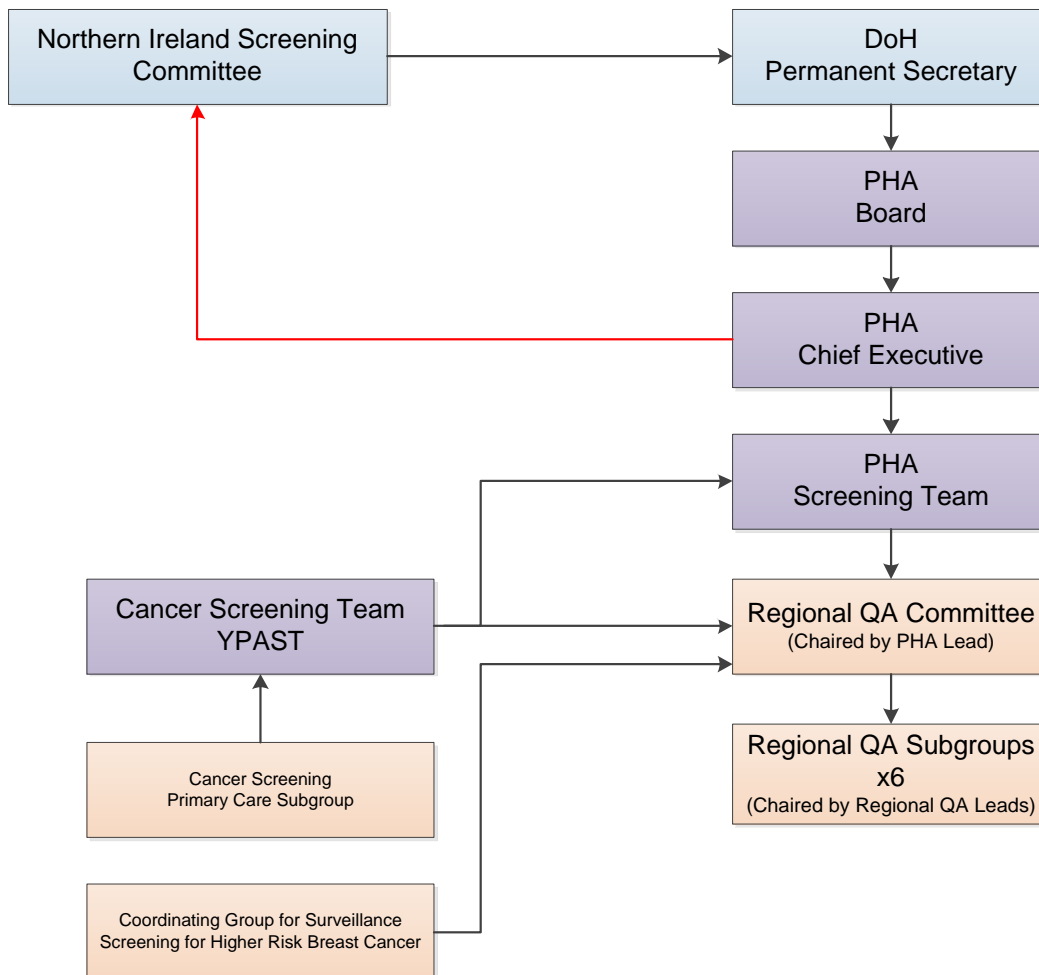 Northern Ireland Screening
Committee
DoH
Permanent Secretary
PHA
Board
PHA
Chief Executive
PHA
Screening Team
Cancer Screening Team
YPAST
Regional QA Committee
(Chaired by PHA Lead)
Cancer Screening
Primary Care Subgroup
Regional QA Subgroups
x6
(Chaired by Regional QA Leads)
Coordinating Group for Surveillance
Screening for Higher Risk Breast Cancer